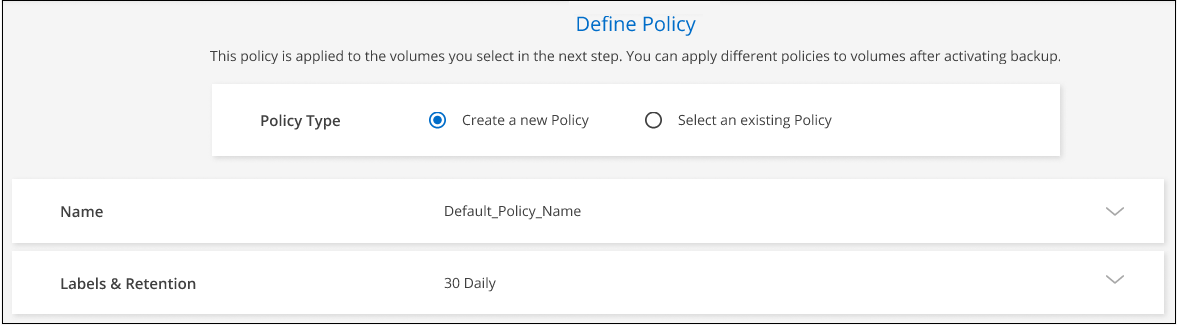 Define Policy
This policy is applied to the volumes you select in the next step. You can apply different policies to volumes after activating backup.
Policy Type Create a new Policy Select an existing Policy
Name Default_Policy_Name
Labels & Retention 30 Daily